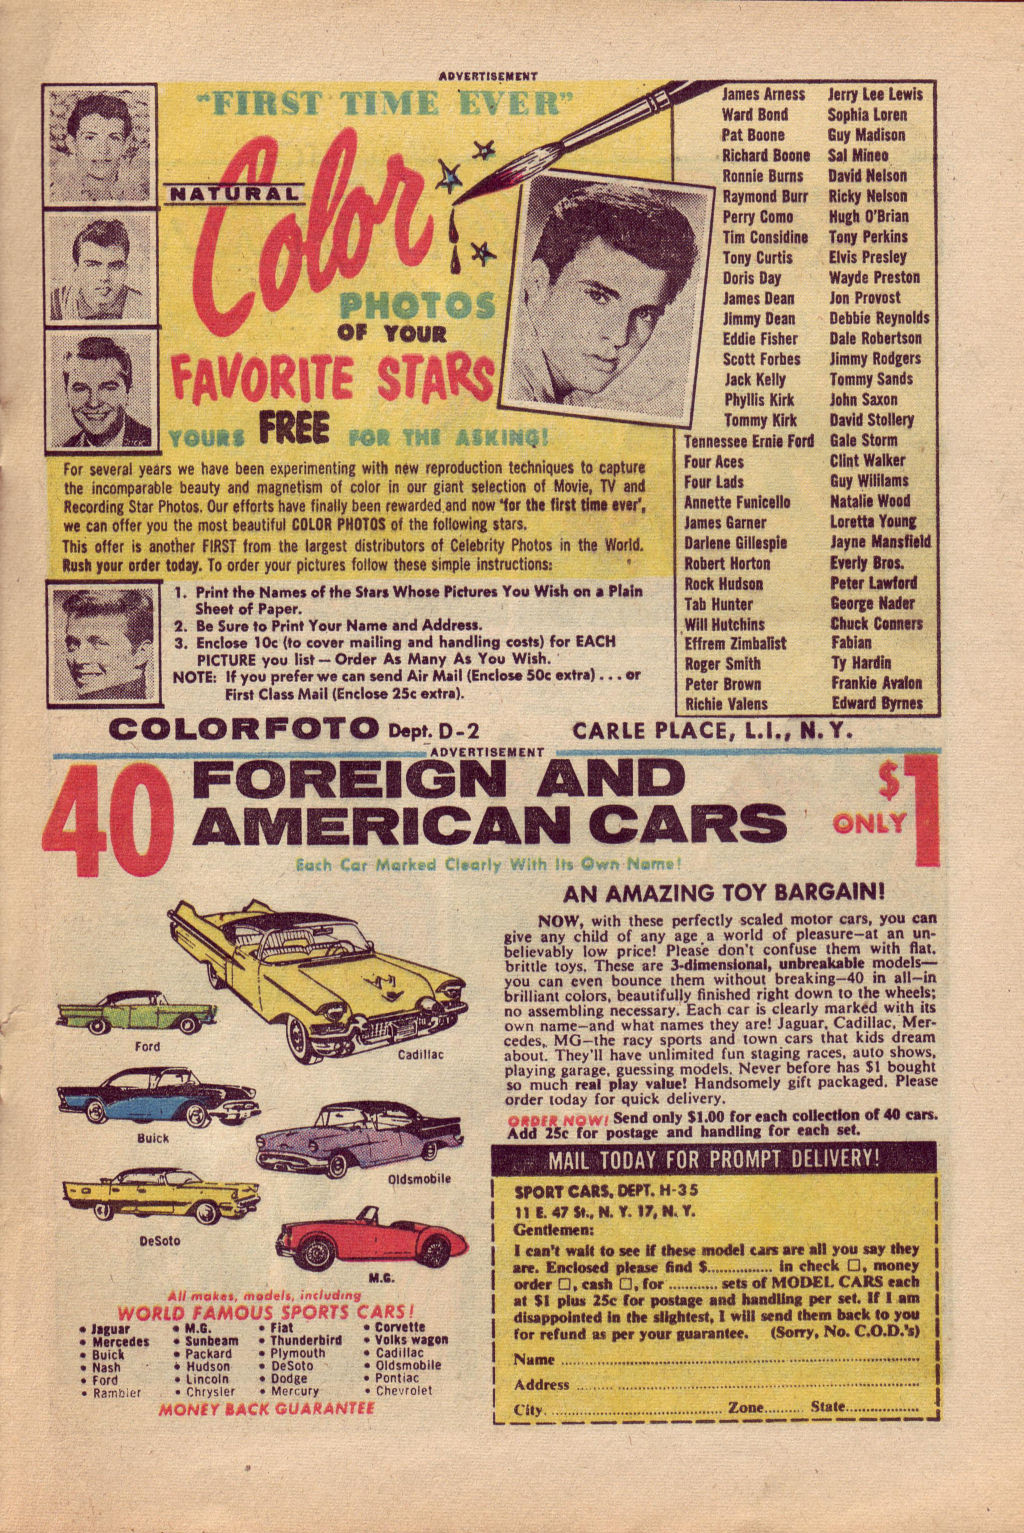 ADVERTISEMENT
"FIRST TIME EVER"
NATURAL
Color
PHOTOS
OF YOUR
FAVORITE STARS
YOURS FREE FOR THE ASKING!
For several years we have been experimenting with new reproduction techniques to capture
the incomparable beauty and magnetism of color in our giant selection of Movie, TV and
Recording Star Photos. Our efforts have finally been rewarded and now "for the first time ever",
we can offer you the most beautiful COLOR PHOTOS of the following stars.
This offer is another FIRST from the largest distributors of Celebrity Photos in the World.
Rush your order today. To order your pictures follow these simple instructions:
1. Print the Names of the Stars Whose Pictures You Wish on a Plain
Sheet of Paper.
2. Be Sure to Print Your Name and Address.
3. Enclose 10c (to cover mailing and handling costs) for EACH
PICTURE you list — Order As Many As You Wish.
NOTE: If you prefer we can send Air Mail (Enclose 50c extra) . . . or
First Class Mail (Enclose 25c extra).
James Arness Jerry Lee Lewis
Ward Bond Sophia Loren
Pat Boone Guy Madison
Richard Boone Sal Mineo
Ronnie Burns David Nelson
Raymond Burr Ricky Nelson
Perry Como Hugh O'Brian
Tim Considine Tony Perkins
Tony Curtis Elvis Presley
Doris Day Wayde Preston
James Dean Jon Provost
Jimmy Dean Debbie Reynolds
Eddie Fisher Dale Robertson
Scott Forbes Jimmy Rodgers
Jack Kelly Tommy Sands
Phyllis Kirk John Saxon
Tommy Kirk David Stollery
Tennessee Ernie Ford Gale Storm
Four Aces Clint Walker
Four Lads Guy Wililams
Annette Funicello Natalie Wood
James Garner Loretta Young
Darlene Gillespie Jayne Mansfield
Robert Horton Everly Bros.
Rock Hudson Peter Lawford
Tab Hunter George Nader
Will Hutchins Chuck Conners
Effrem Zimbalist Fabian
Roger Smith Ty Hardin
Peter Brown Frankie Avalon
Richie Valens Edward Byrnes
COLORFOTO Dept. D-2 CARLE PLACE, L.I., N.Y.
ADVERTISEMENT
40 FOREIGN AND
AMERICAN CARS
ONLY $1
Each Car Marked Clearly With Its Own Name!
AN AMAZING TOY BARGAIN!
NOW, with these perfectly scaled motor cars, you can
give any child of any age a world of pleasure—at an un-
believably low price! Please don't confuse them with flat,
brittle toys. These are 3-dimensional, unbreakable models—
you can even bounce them without breaking—40 in all—in
brilliant colors, beautifully finished right down to the wheels;
no assembling necessary. Each car is clearly marked with its
own name—and what names they are! Jaguar, Cadillac, Mer-
cedes, MG—the racy sports and town cars that kids dream
about. They'll have unlimited fun staging races, auto shows,
playing garage, guessing models. Never before has $1 bought
so much real play value! Handsomely gift packaged. Please
order today for quick delivery.
ORDER NOW! Send only $1.00 for each collection of 40 cars.
Add 25c for postage and handling for each set.
Ford
Cadillac
Buick
Oldsmobile
DeSoto
M.G.
All makes, models, including
WORLD FAMOUS SPORTS CARS!
• Jaguar • M.G. • Fiat • Corvette
• Mercedes • Sunbeam • Thunderbird • Volks wagon
• Buick • Packard • Plymouth • Cadillac
• Nash • Hudson • DeSoto • Oldsmobile
• Ford • Lincoln • Dodge • Pontiac
• Rambler • Chrysler • Mercury • Chevrolet
MONEY BACK GUARANTEE
MAIL TODAY FOR PROMPT DELIVERY!
SPORT CARS, DEPT. H-35
11 E. 47 St., N. Y. 17, N. Y.
Gentlemen:
I can't wait to see if these model cars are all you say they
are. Enclosed please find $............... in check □, money
order □, cash □, for ........... sets of MODEL CARS each
at $1 plus 25c for postage and handling per set. If I am
disappointed in the slightest, I will send them back to you
for refund as per your guarantee. (Sorry, No. C.O.D.'s)
Name ..............................
Address ..............................
City.............................. Zone......... State.................